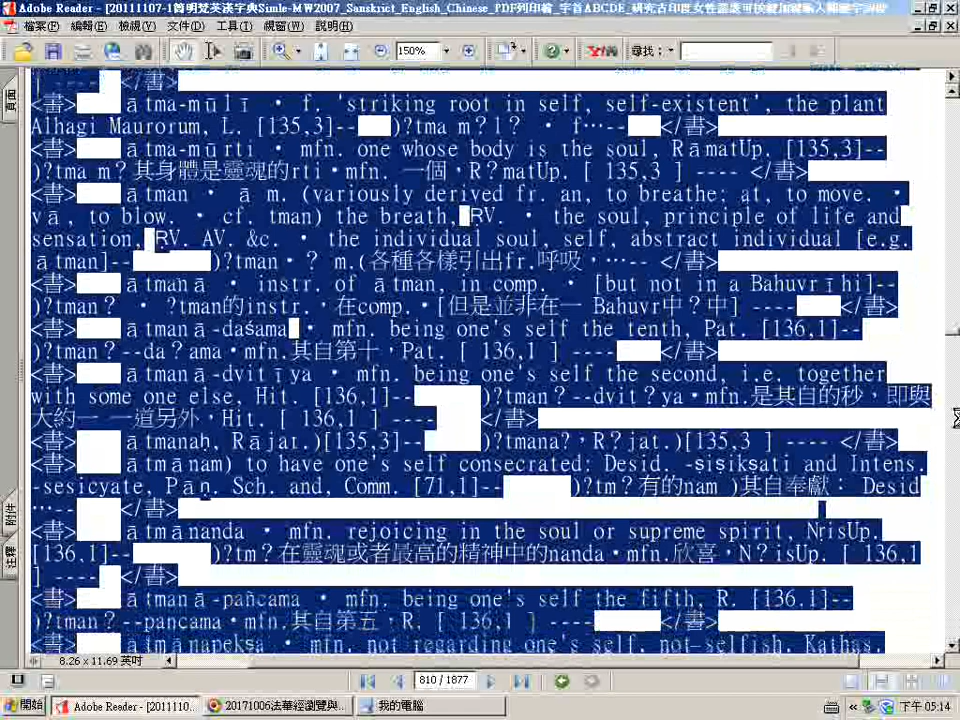 Adobe Reader - [20111107-1簡明梵英漢字典Simle-MW2007_Sanskrit_English_Chinese_PDF列印檔_字首ABCDE_研究古印度女性
檔案(F) 編輯(E) 檢視(V) 文件(D) 工具(T) 視窗(W) 說明(H)
150% 尋找：
[ ---- </書>
<書> ātma-mūlī • f. 'striking root in self, self-existent', the plant
Alhagi Maurorum, L. [135,3]-- )?tma m?l? • f…-- </書>
<書> ātma-mūrti • mfn. one whose body is the soul, RāmatUp. [135,3]--
)?tma m?其身體是靈魂的rti•mfn. 一個，R?matUp. [ 135,3 ] ---- </書>
<書> ātman • ā m. (variously derived fr. an, to breathe; at, to move. •
vā, to blow. • cf. tman) the breath, RV. • the soul, principle of life and
sensation, RV. AV. &c. • the individual soul, self, abstract individual [e.g.
ātman]-- )?tman•? m.(各種各樣引出fr.呼吸，…-- </書>
<書> ātmanā • instr. of ātman, in comp. • [but not in a Bahuvrīhi]--
)?tman? • ?tman的instr.，在comp.•[但是並非在一 Bahuvr中?中] ---- </書>
<書> ātmanā-daśama • mfn. being one's self the tenth, Pat. [136,1]--
)?tman?--da?ama•mfn.其自第十，Pat. [ 136,1 ] ---- </書>
<書> ātmanā-dvitīya • mfn. being one's self the second, i.e. together
with some one else, Hit. [136,1]-- )?tman?--dvit?ya•mfn.是其自的秒，即與
大約一 一道另外，Hit. [ 136,1 ] ---- </書>
<書> ātmanaḥ, Rājat.)[135,3]-- )?tmana?，R?jat.)[135,3 ] ---- </書>
<書> ātmānam) to have one's self consecrated: Desid. -siṣikṣati and Intens.
-sesicyate, Pāṇ. Sch. and, Comm. [71,1]-- )?tm?有的nam )其自奉獻： Desid
…-- </書>
<書> ātmānanda • mfn. rejoicing in the soul or supreme spirit, NṛisUp.
[136,1]-- )?tm?在靈魂或者最高的精神中的nanda•mfn.欣喜，N?isUp. [ 136,1
] ---- </書>
<書> ātmanā-pañcama • mfn. being one's self the fifth, R. [136,1]--
)?tman?--pancama•mfn.其自第五，R. [ 136,1 ] ---- </書>
<書> ātmānapekṣa • mfn. not regarding one's self, not-selfish, Kathās.
頁面
附件
註釋
8.26 x 11.69 英吋
810 / 1877
開始 Adobe Reader - [2011110... 20171006法華經瀏覽與... 我的電腦 下午 05:14